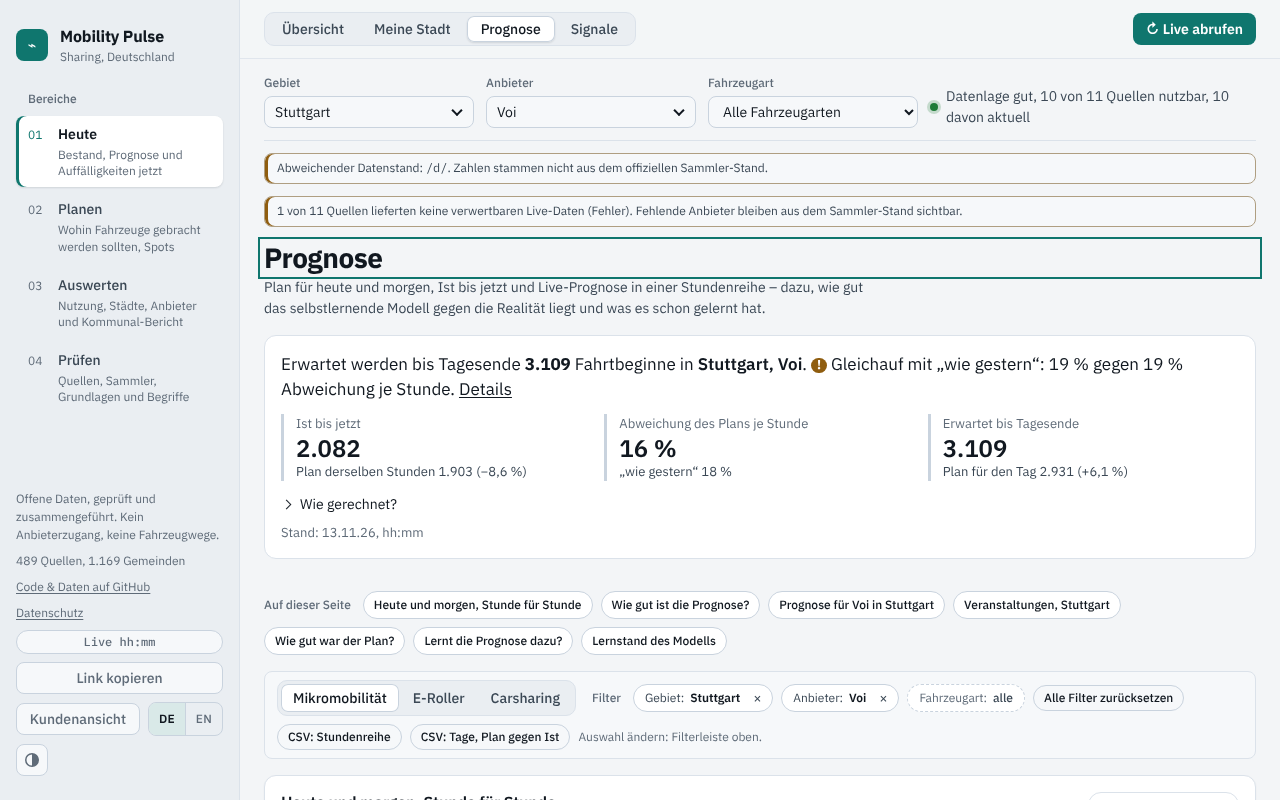 Mobility Pulse
Sharing, Deutschland
Bereiche
01 Heute
Bestand, Prognose und
Auffälligkeiten jetzt
02 Planen
Wohin Fahrzeuge gebracht
werden sollten, Spots
03 Auswerten
Nutzung, Städte, Anbieter
und Kommunal-Bericht
04 Prüfen
Quellen, Sammler,
Grundlagen und Begriffe
Offene Daten, geprüft und
zusammengeführt. Kein
Anbieterzugang, keine Fahrzeugwege.
489 Quellen, 1.169 Gemeinden
Code & Daten auf GitHub
Datenschutz
Live hh:mm
Link kopieren
Kundenansicht
DE EN
Übersicht Meine Stadt Prognose Signale
↻ Live abrufen
Gebiet Anbieter Fahrzeugart
Stuttgart Voi Alle Fahrzeugarten
Datenlage gut, 10 von 11 Quellen nutzbar, 10
davon aktuell
Abweichender Datenstand: /d/. Zahlen stammen nicht aus dem offiziellen Sammler-Stand.
1 von 11 Quellen lieferten keine verwertbaren Live-Daten (Fehler). Fehlende Anbieter bleiben aus dem Sammler-Stand sichtbar.
Prognose
Plan für heute und morgen, Ist bis jetzt und Live-Prognose in einer Stundenreihe – dazu, wie gut
das selbstlernende Modell gegen die Realität liegt und was es schon gelernt hat.
Erwartet werden bis Tagesende 3.109 Fahrtbeginne in Stuttgart, Voi. ! Gleichauf mit „wie gestern“: 19 % gegen 19 %
Abweichung je Stunde. Details
Ist bis jetzt
2.082
Plan derselben Stunden 1.903 (−8,6 %)
Abweichung des Plans je Stunde
16 %
„wie gestern“ 18 %
Erwartet bis Tagesende
3.109
Plan für den Tag 2.931 (+6,1 %)
Wie gerechnet?
Stand: 13.11.26, hh:mm
Auf dieser Seite Heute und morgen, Stunde für Stunde Wie gut ist die Prognose? Prognose für Voi in Stuttgart Veranstaltungen, Stuttgart
Wie gut war der Plan? Lernt die Prognose dazu? Lernstand des Modells
Mikromobilität E-Roller Carsharing Filter Gebiet: Stuttgart × Anbieter: Voi × Fahrzeugart: alle Alle Filter zurücksetzen
CSV: Stundenreihe CSV: Tage, Plan gegen Ist Auswahl ändern: Filterleiste oben.
Heute und morgen, Stunde für Stunde